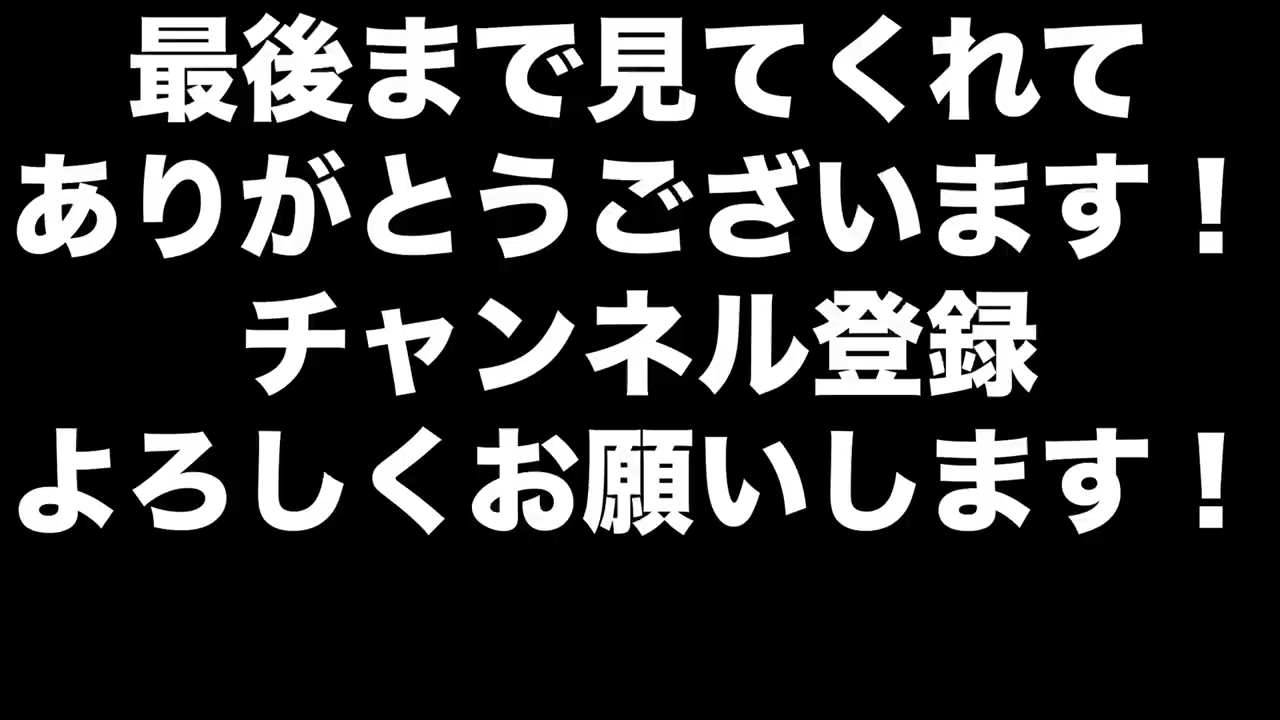 最後まで見てくれて
ありがとうございます！
チャンネル登録
よろしくお願いします！